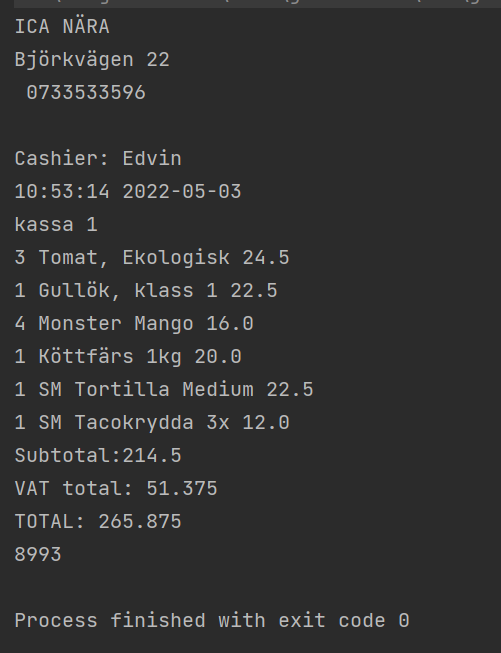 ICA NÄRA
Björkvägen 22
0733533596
Cashier: Edvin
10:53:14 2022-05-03
kassa 1
3 Tomat, Ekologisk 24.5
1 Gullök, klass 1 22.5
4 Monster Mango 16.0
1 Köttfärs 1kg 20.0
1 SM Tortilla Medium 22.5
1 SM Tacokrydda 3x 12.0
Subtotal:214.5
VAT total: 51.375
TOTAL: 265.875
8993
Process finished with exit code 0